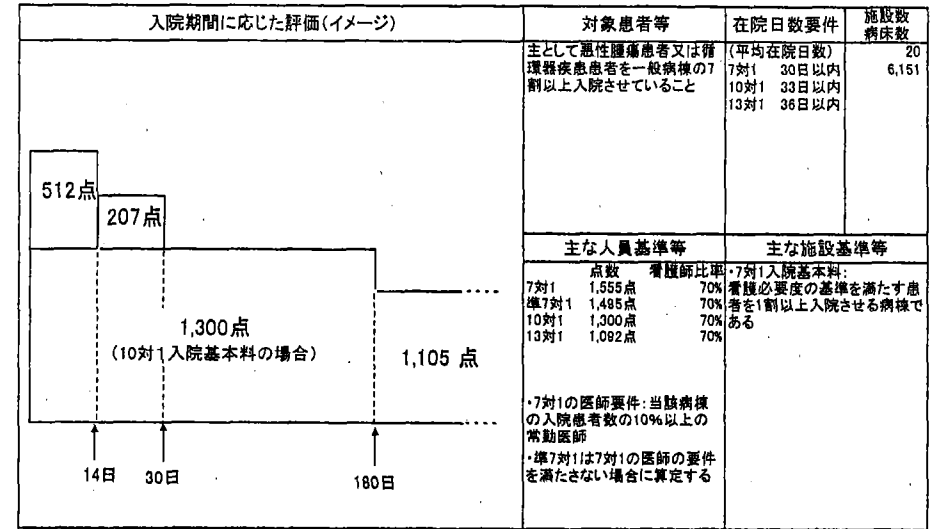 入院期間に応じた評価(イメージ)
対象患者等
在院日数要件
施設数
病床数
主として悪性腫瘍患者又は循
環器疾患患者を一般病棟の7
割以上入院させていること
(平均在院日数)
7対1 30日以内
10対1 33日以内
13対1 36日以内
20
6,151
512点
207点
1,300点
(10対1入院基本料の場合)
1,105 点
14日
30日
180日
主な人員基準等
点数 看護師比率
7対1 1,555点 70%
準7対1 1,495点 70%
10対1 1,300点 70%
13対1 1,092点 70%
・7対1の医師要件:当該病棟
の入院患者数の10%以上の
常勤医師
・準7対1は7対1の医師の要件
を満たさない場合に算定する
主な施設基準等
・7対1入院基本料:
看護必要度の基準を満たす患
者を1割以上入院させる病棟で
ある